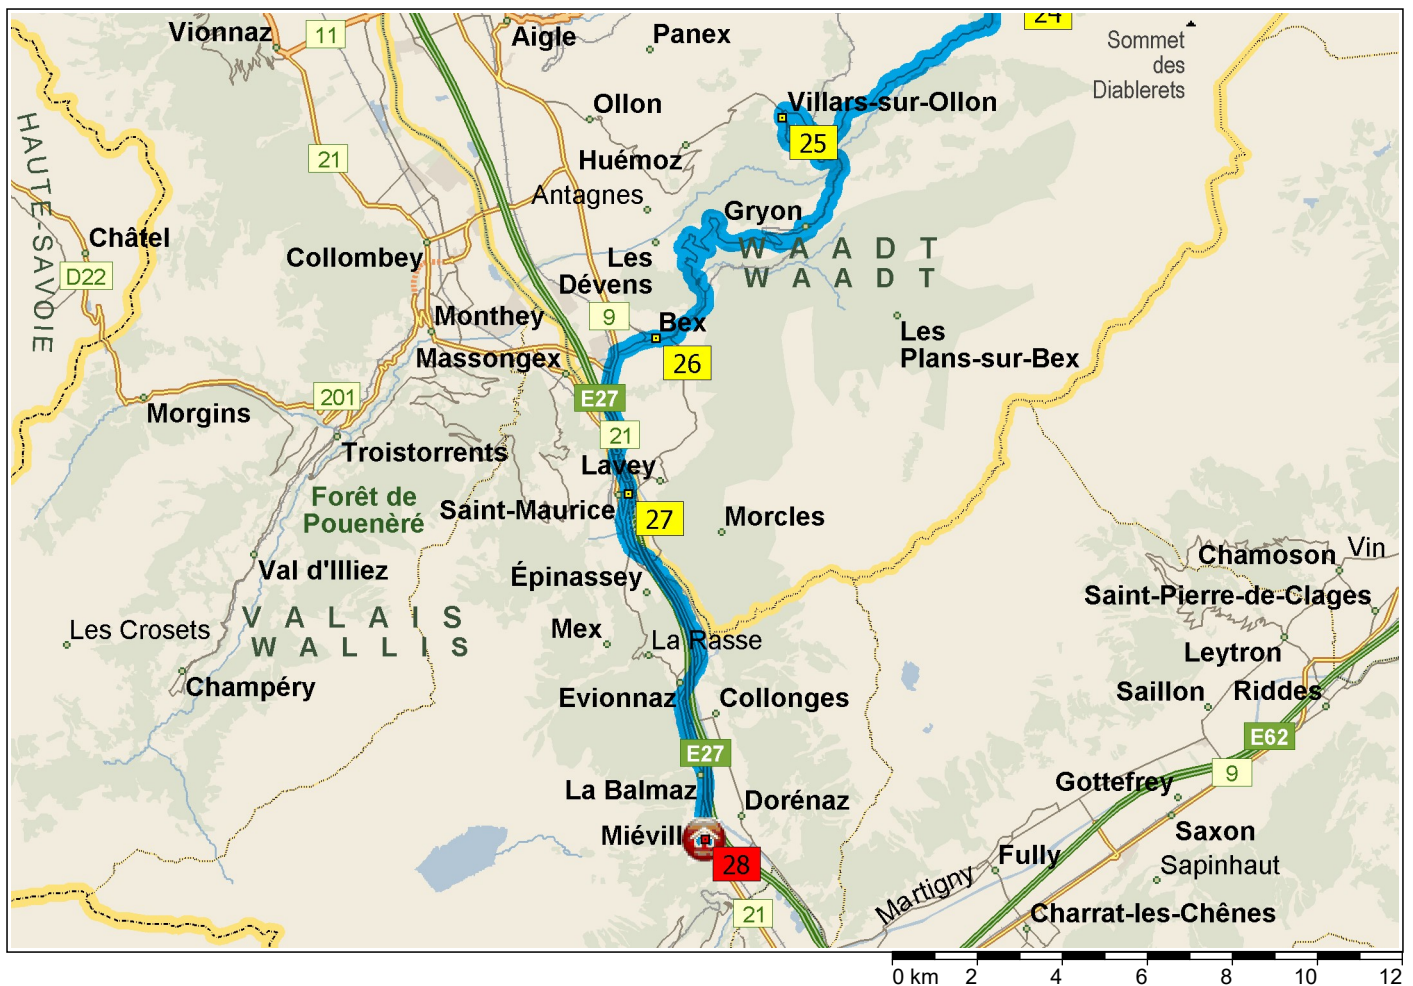 24
Vionnaz
11
Aigle
Panex
Sommet
des
Diablerets
Ollon
Villars-sur-Ollon
25
HAUTE-SAVOIE
21
Huémoz
Antagnes
Gryon
Châtel
D22
Collombey
Les
Dévens
W A A D T
W A A D T
Monthey
9
Bex
Les
Plans-sur-Bex
Massongex
26
E27
201
Morgins
21
Troistorrents
Lavey
Forêt de
Pouenèré
Saint-Maurice
27
Morcles
Chamoson
Vin
Val d'Illiez
Épinassey
Saint-Pierre-de-Clages
V A L A I S
W A L L I S
Les Crosets
Mex
La Rasse
Leytron
Champéry
Evionnaz
Collonges
Saillon
Riddes
E62
E27
9
La Balmaz
Dorénaz
Gottefrey
Miévill
Saxon
28
Fully
Sapinhaut
Martigny
21
Charrat-les-Chênes
0 km 2 4 6 8 10 12